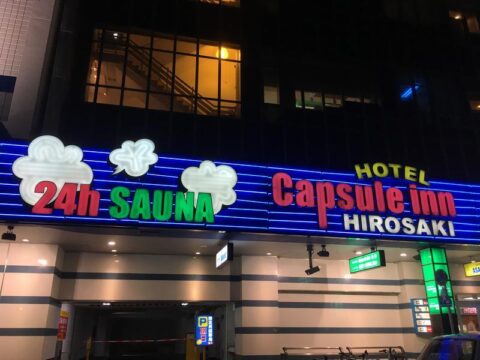 24h SAUNA
HOTEL
Capsule inn
HIROSAKI
P